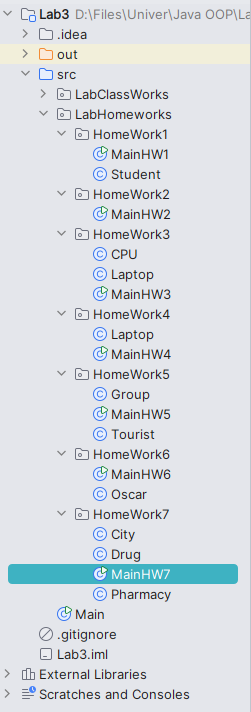 Lab3 D:\Files\Univer\Java OOP\La
.idea
out
src
LabClassWorks
LabHomeworks
HomeWork1
MainHW1
Student
HomeWork2
MainHW2
HomeWork3
CPU
Laptop
MainHW3
HomeWork4
Laptop
MainHW4
HomeWork5
Group
MainHW5
Tourist
HomeWork6
MainHW6
Oscar
HomeWork7
City
Drug
MainHW7
Pharmacy
Main
.gitignore
Lab3.iml
External Libraries
Scratches and Consoles